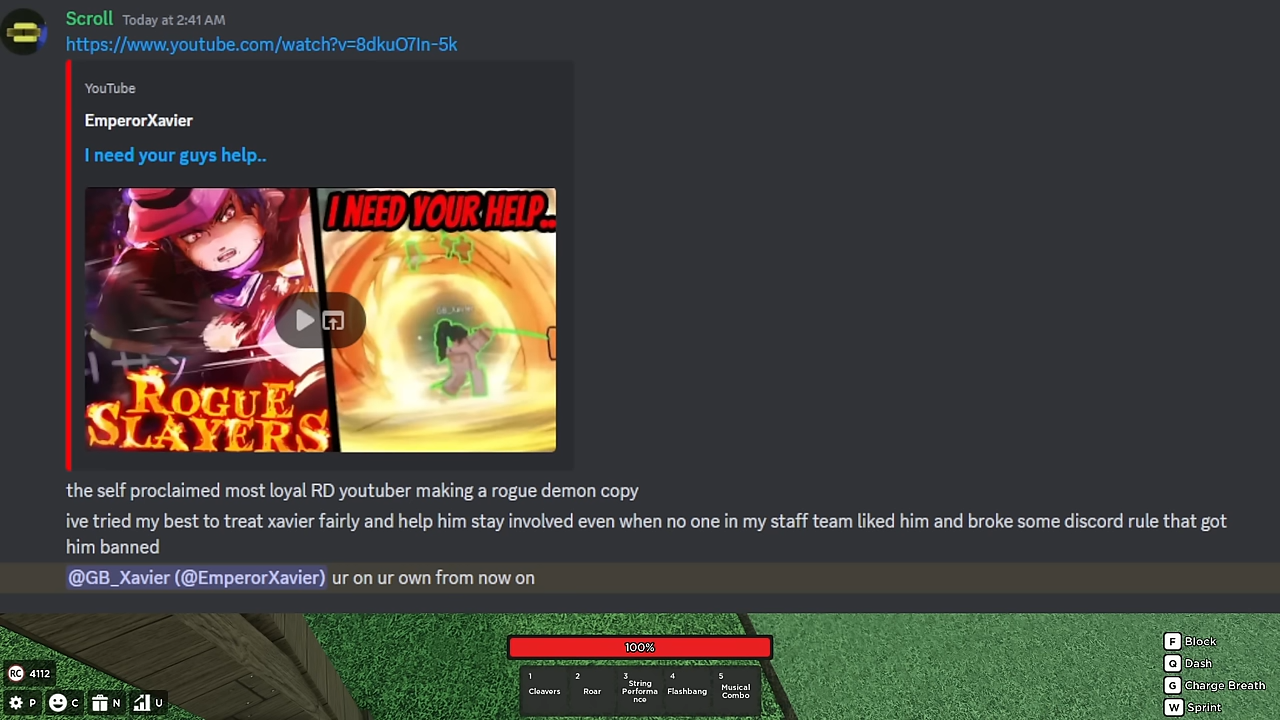 Scroll Today at 2:41 AM
https://www.youtube.com/watch?v=8dkuO7In-5k
YouTube
EmperorXavier
I need your guys help..
I NEED YOUR HELP..
ROGUE
SLAYERS
the self proclaimed most loyal RD youtuber making a rogue demon copy
ive tried my best to treat xavier fairly and help him stay involved even when no one in my staff team liked him and broke some discord rule that got
him banned
@GB_Xavier (@EmperorXavier) ur on ur own from now on
100%
F Block
RC 4112
1 2 3 4 5
Cleavers Roar String Performa nce Flashbang Musical Combo
Q Dash
G Charge Breath
P C N U
W Sprint